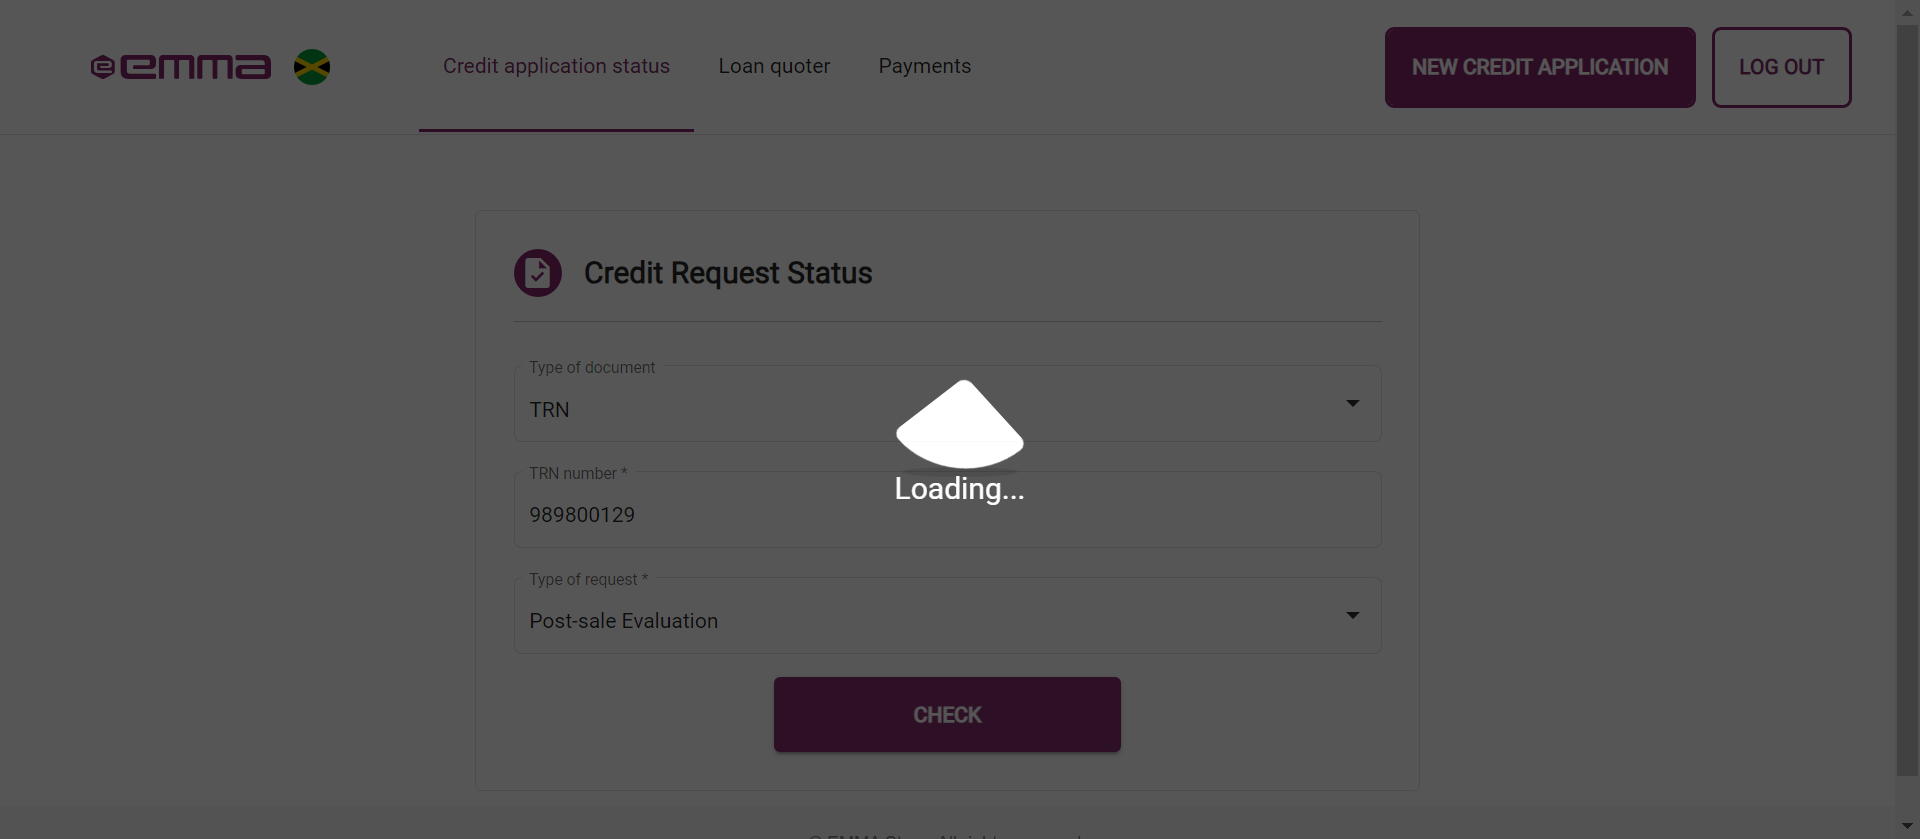 emma
Credit application status
Loan quoter
Payments
NEW CREDIT APPLICATION
LOG OUT
Credit Request Status
Type of document
TRN
TRN number *
989800129
Type of request *
Post-sale Evaluation
Loading...
CHECK